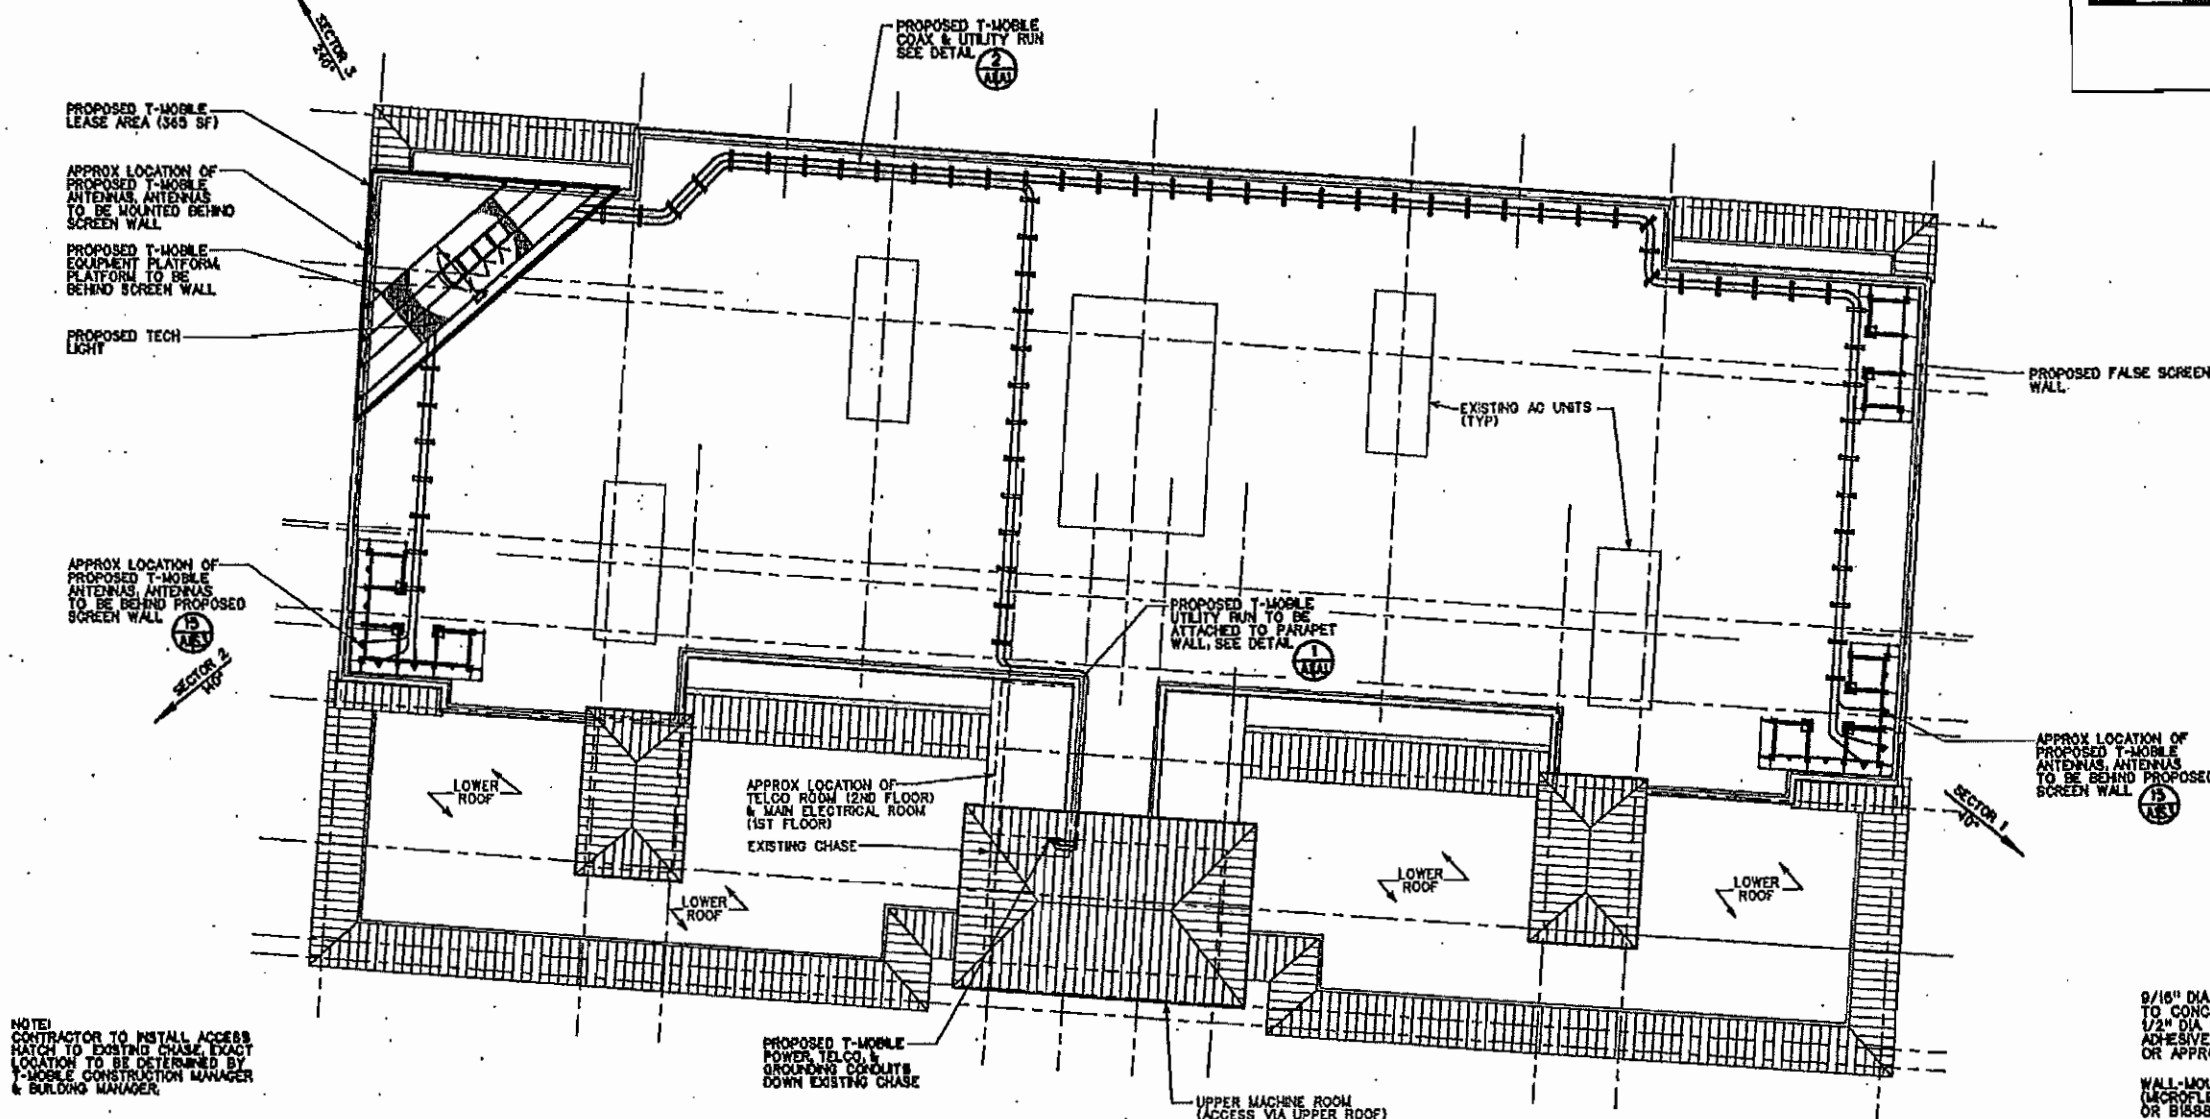 SECTOR 3
240°
PROPOSED T-MOBILE
COAX & UTILITY RUN
SEE DETAIL
2
PROPOSED T-MOBILE
LEASE AREA (365 SF)
APPROX LOCATION OF
PROPOSED T-MOBILE
ANTENNAS, ANTENNAS
TO BE MOUNTED BEHIND
SCREEN WALL
PROPOSED T-MOBILE
EQUIPMENT PLATFORM,
PLATFORM TO BE
BEHIND SCREEN WALL
PROPOSED TECH
LIGHT
PROPOSED FALSE SCREEN
WALL
EXISTING AC UNITS
(TYP)
APPROX LOCATION OF
PROPOSED T-MOBILE
ANTENNAS, ANTENNAS
TO BE BEHIND PROPOSED
SCREEN WALL
15
SECTOR 2
PROPOSED T-MOBILE
UTILITY RUN TO BE
ATTACHED TO PARAPET
WALL, SEE DETAIL
1
APPROX LOCATION OF
PROPOSED T-MOBILE
ANTENNAS, ANTENNAS
TO BE BEHIND PROPOSED
SCREEN WALL
15
SECTOR 1
APPROX LOCATION OF
TELCO ROOM (2ND FLOOR)
& MAIN ELECTRICAL ROOM
(1ST FLOOR)
EXISTING CHASE
LOWER
ROOF
LOWER
ROOF
LOWER
ROOF
LOWER
ROOF
NOTE:
CONTRACTOR TO INSTALL ACCESS
HATCH TO EXISTING CHASE, EXACT
LOCATION TO BE DETERMINED BY
T-MOBILE CONSTRUCTION MANAGER
& BUILDING MANAGER.
PROPOSED T-MOBILE
POWER, TELCO, &
GROUNDING CONDUITS
DOWN EXISTING CHASE
UPPER MACHINE ROOM
(ACCESS VIA UPPER ROOF)
9/16" DIA
TO CONC
1/2" DIA
ADHESIVE
OR APPR
WALL-MOU
(MICROFLE